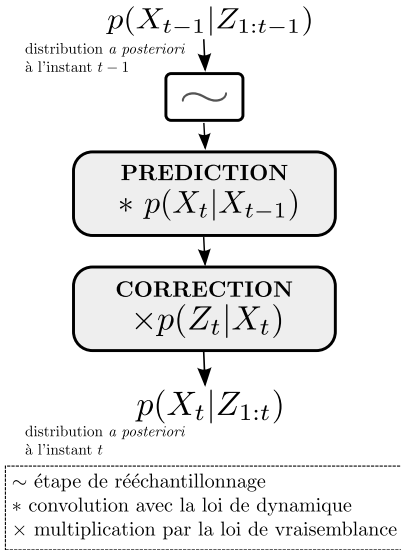 p(X_{t−1}|Z_{1:t−1})
distribution a posteriori
à l'instant t − 1
∼
PREDICTION
∗ p(X_t|X_{t−1})
CORRECTION
×p(Z_t|X_t)
p(X_t|Z_{1:t})
distribution a posteriori
à l'instant t
∼ étape de rééchantillonnage
∗ convolution avec la loi de dynamique
× multiplication par la loi de vraisemblance